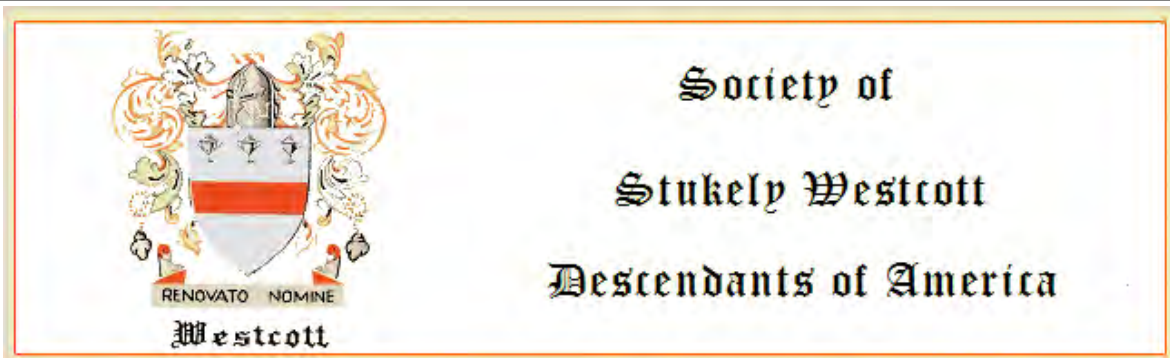 RENOVATO NOMINE
Westcott
Society of
Stukely Westcott
Descendants of America